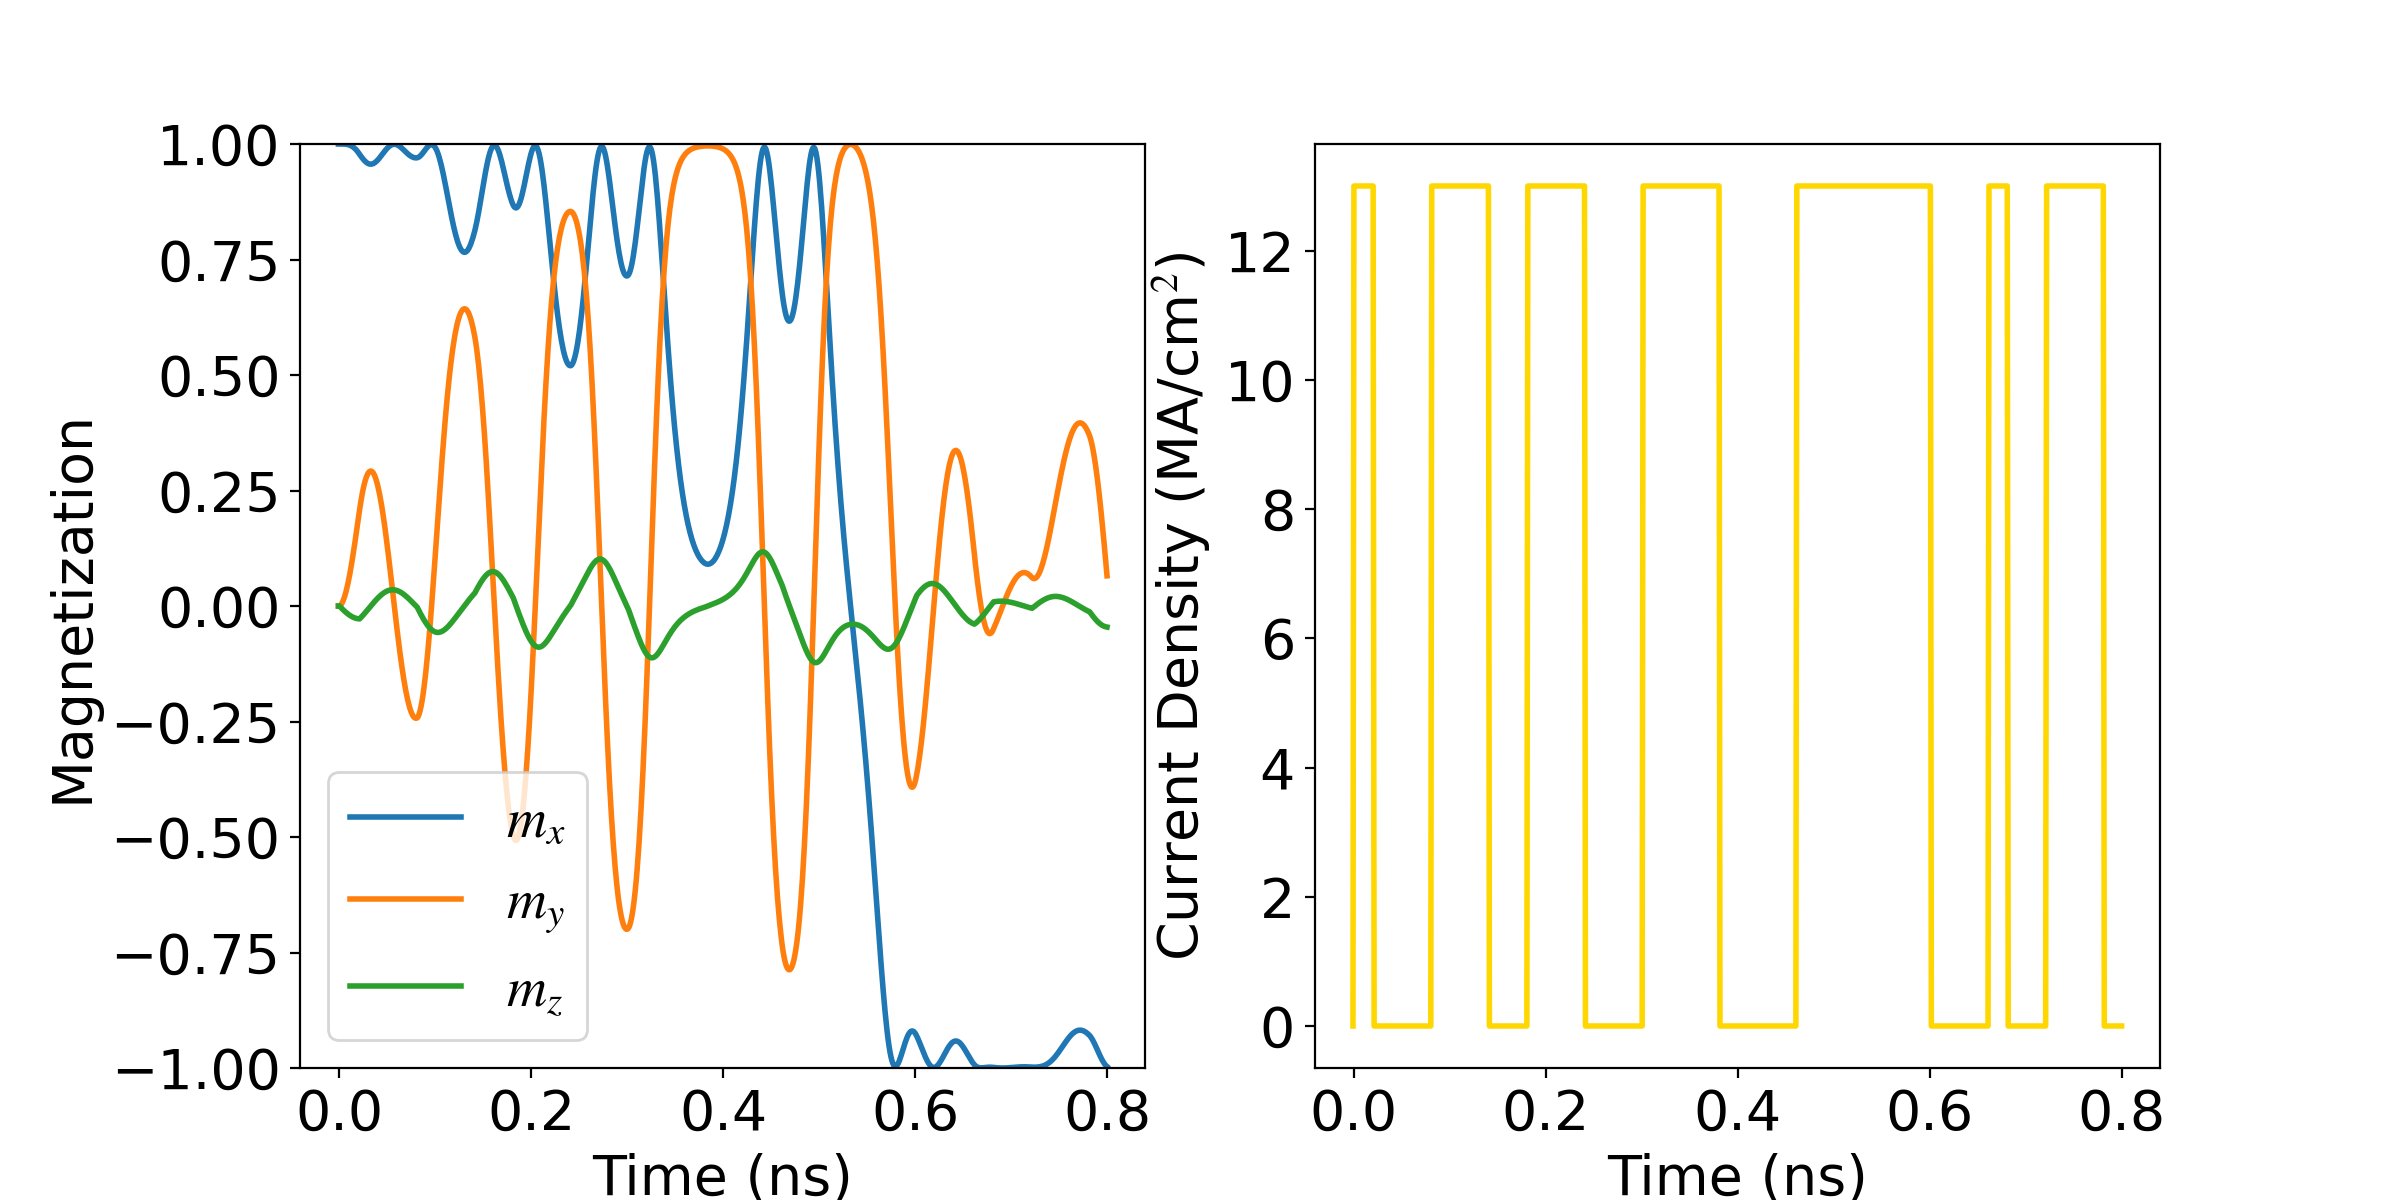 1.00
0.75
0.50
0.25
0.00
−0.25
−0.50
−0.75
−1.00
Magnetization
m_x
m_y
m_z
0.0 0.2 0.4 0.6 0.8
Time (ns)
12
10
8
6
4
2
0
Current Density (MA/cm²)
0.0 0.2 0.4 0.6 0.8
Time (ns)